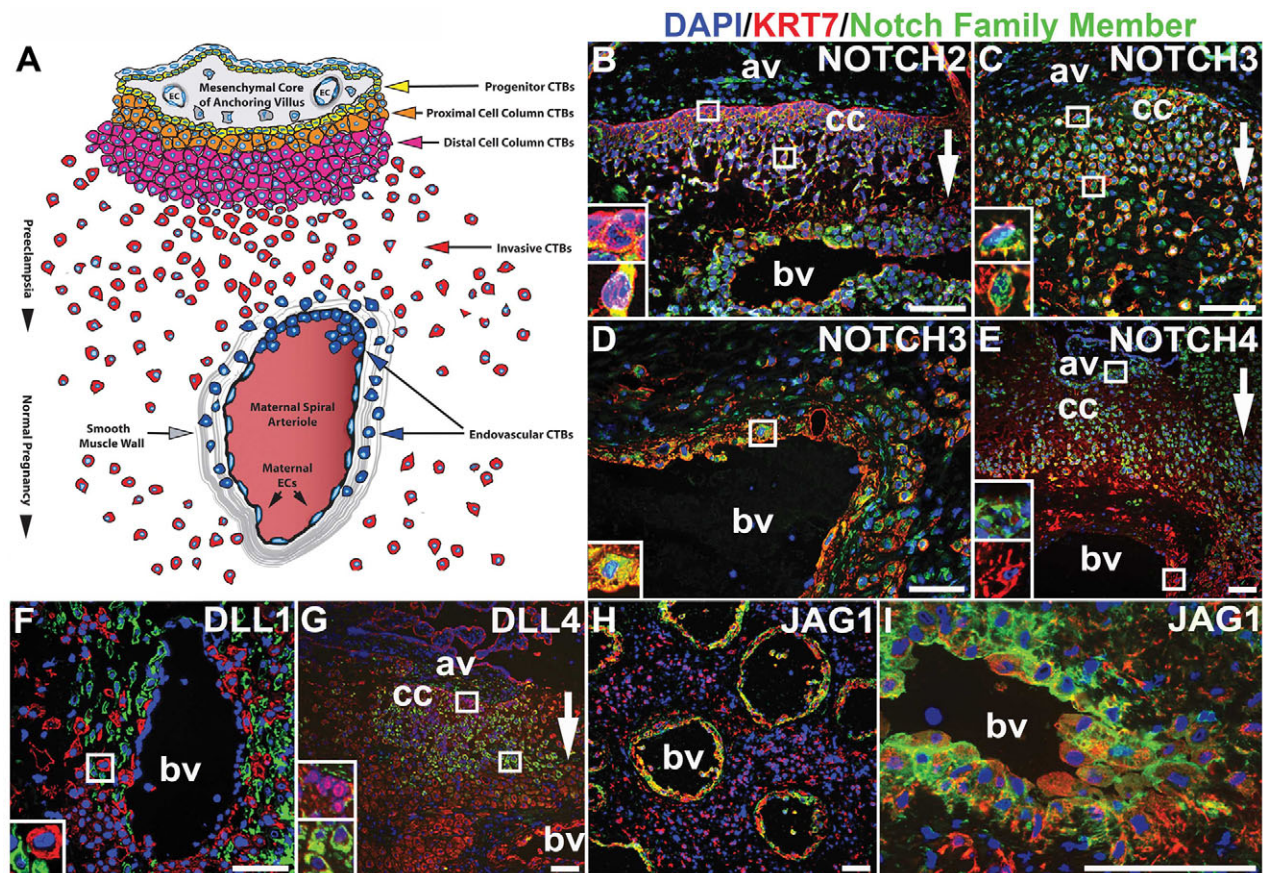 DAPI/KRT7/Notch Family Member
A
EC
Mesenchymal Core
of Anchoring Villus
EC
Progenitor CTBs
Proximal Cell Column CTBs
Distal Cell Column CTBs
Preeclampsia
Invasive CTBs
Normal Pregnancy
Smooth
Muscle Wall
Maternal Spiral
Arteriole
Maternal
ECs
Endovascular CTBs
B
av
NOTCH2
cc
bv
C
av
NOTCH3
cc
D
NOTCH3
bv
E
NOTCH4
av
cc
bv
F
DLL1
bv
G
DLL4
av
cc
bv
H
JAG1
bv
I
JAG1
bv